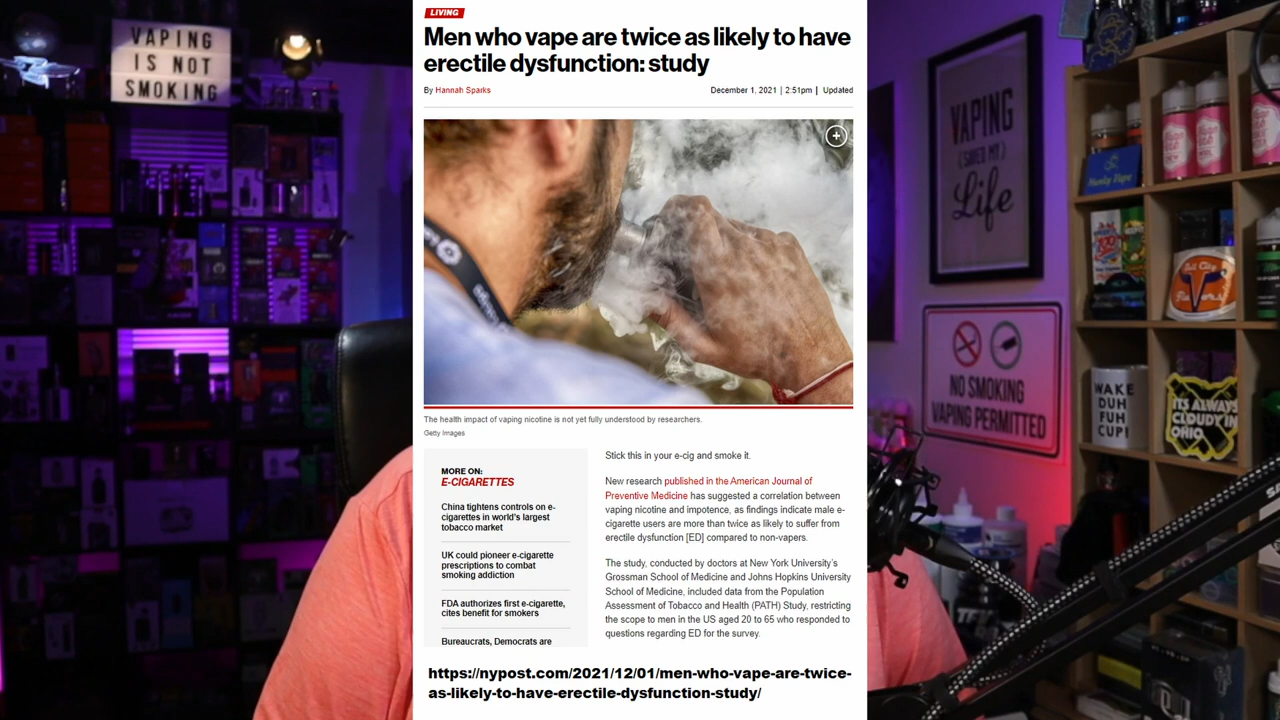 VAPING
IS NOT
SMOKING
LIVING
Men who vape are twice as likely to have
erectile dysfunction: study
By Hannah Sparks
December 1, 2021 | 2:51pm | Updated
The health impact of vaping nicotine is not yet fully understood by researchers.
Getty Images
MORE ON:
E-CIGARETTES
China tightens controls on e-
cigarettes in world's largest
tobacco market
UK could pioneer e-cigarette
prescriptions to combat
smoking addiction
FDA authorizes first e-cigarette,
cites benefit for smokers
Bureaucrats, Democrats are
Stick this in your e-cig and smoke it.
New research published in the American Journal of
Preventive Medicine has suggested a correlation between
vaping nicotine and impotence, as findings indicate male e-
cigarette users are more than twice as likely to suffer from
erectile dysfunction [ED] compared to non-vapers.
The study, conducted by doctors at New York University's
Grossman School of Medicine and Johns Hopkins University
School of Medicine, included data from the Population
Assessment of Tobacco and Health (PATH) Study, restricting
the scope to men in the US aged 20 to 65 who responded to
questions regarding ED for the survey.
https://nypost.com/2021/12/01/men-who-vape-are-twice-
as-likely-to-have-erectile-dysfunction-study/
VAPING
(SAVED MY)
Life
NO SMOKING
VAPING PERMITTED
WAKE
DUH
FUH
CUP!
ITS ALWAYS
CLOUDY IN
OHIO